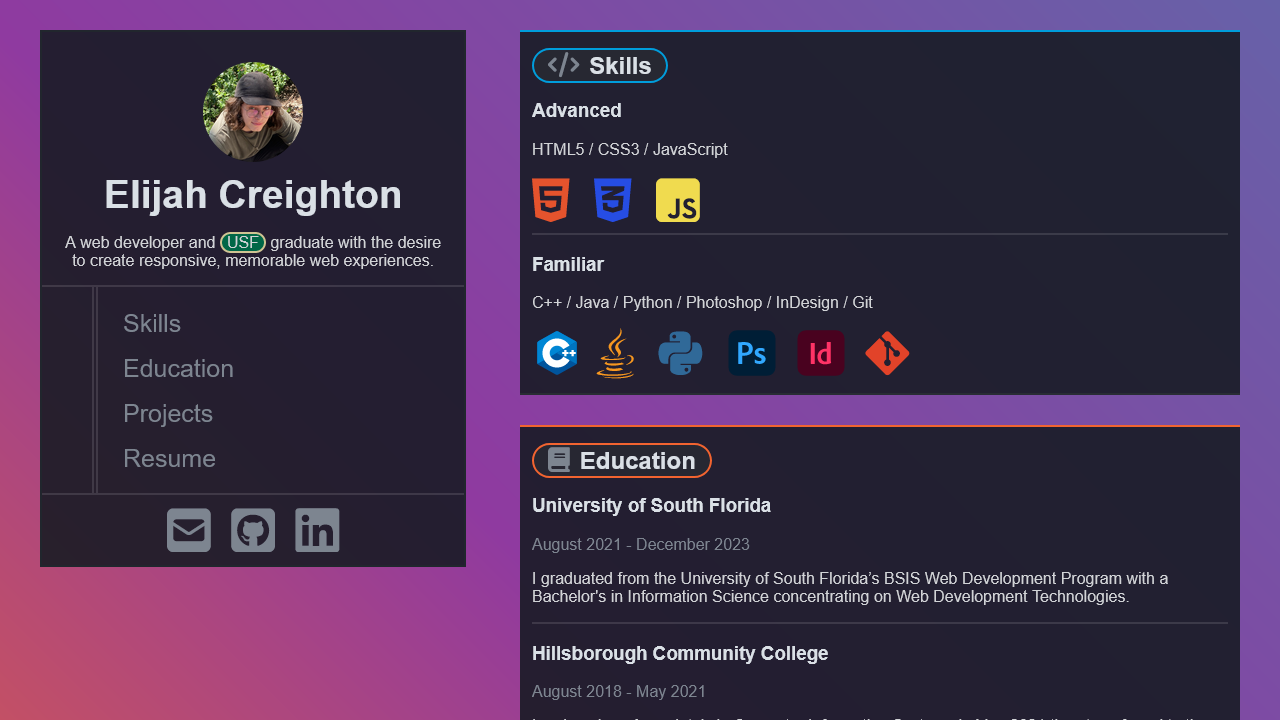 Elijah Creighton
A web developer and USF graduate with the desire
to create responsive, memorable web experiences.
Skills
Education
Projects
Resume
in
Skills
Advanced
HTML5 / CSS3 / JavaScript
5 3 JS
Familiar
C++ / Java / Python / Photoshop / InDesign / Git
C++ Ps Id
Education
University of South Florida
August 2021 - December 2023
I graduated from the University of South Florida’s BSIS Web Development Program with a
Bachelor's in Information Science concentrating on Web Development Technologies.
Hillsborough Community College
August 2018 - May 2021